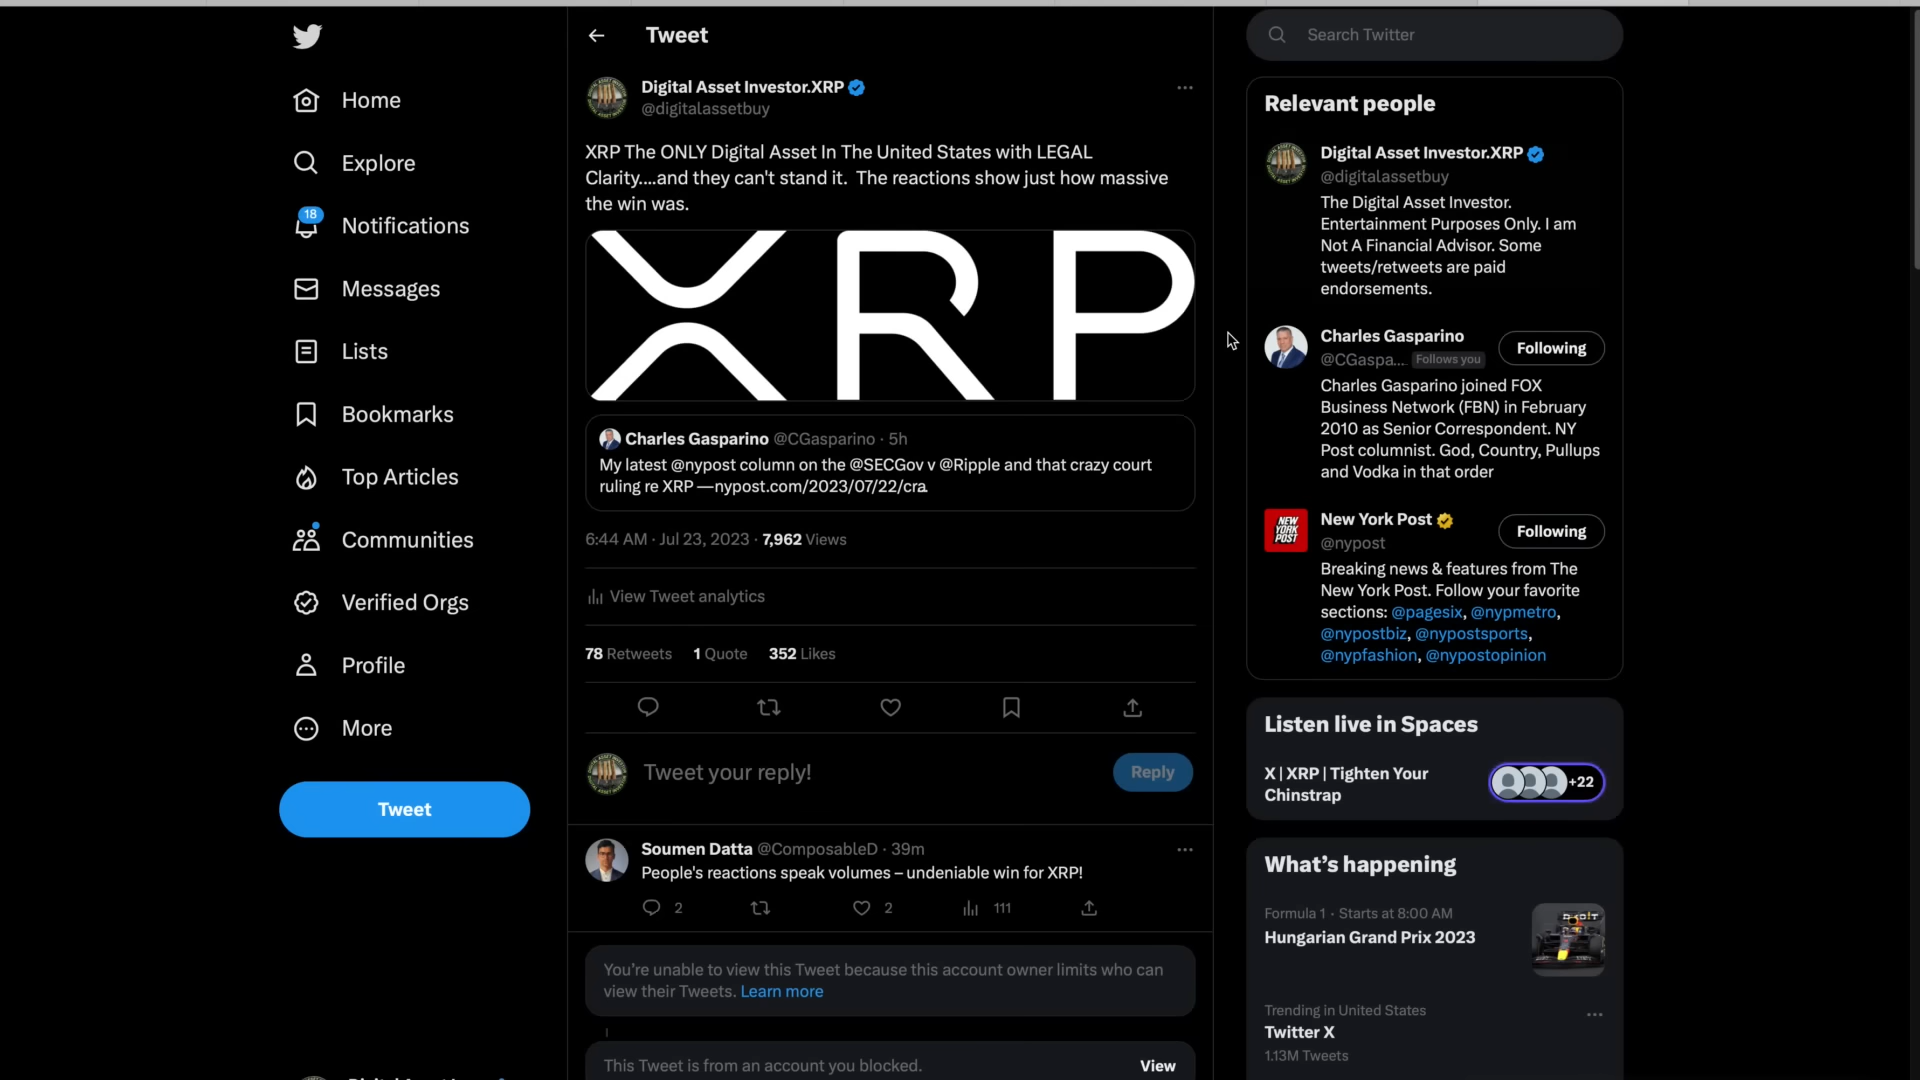 Home
Explore
18
Notifications
Messages
Lists
Bookmarks
Top Articles
Communities
Verified Orgs
Profile
More
Tweet
Tweet
Digital Asset Investor.XRP
@digitalassetbuy
XRP The ONLY Digital Asset In The United States with LEGAL
Clarity....and they can't stand it.  The reactions show just how massive
the win was.
XRP
Charles Gasparino @CGasparino · 5h
My latest @nypost column on the @SECGov v @Ripple and that crazy court
ruling re XRP —nypost.com/2023/07/22/cra
6:44 AM · Jul 23, 2023 · 7,962 Views
View Tweet analytics
78 Retweets 1 Quote 352 Likes
Tweet your reply!
Reply
Soumen Datta @ComposableD · 39m
People's reactions speak volumes – undeniable win for XRP!
2 2 111
You're unable to view this Tweet because this account owner limits who can
view their Tweets. Learn more
This Tweet is from an account you blocked.
View
Search Twitter
Relevant people
Digital Asset Investor.XRP
@digitalassetbuy
The Digital Asset Investor.
Entertainment Purposes Only. I am
Not A Financial Advisor. Some
tweets/retweets are paid
endorsements.
Charles Gasparino
@CGaspa... Follows you
Following
Charles Gasparino joined FOX
Business Network (FBN) in February
2010 as Senior Correspondent. NY
Post columnist. God, Country, Pullups
and Vodka in that order
NEW
YORK
POST
New York Post
@nypost
Following
Breaking news & features from The
New York Post. Follow your favorite
sections: @pagesix, @nypmetro,
@nypostbiz, @nypostsports,
@nypfashion, @nypostopinion
Listen live in Spaces
X | XRP | Tighten Your
Chinstrap
+22
What's happening
Formula 1 · Starts at 8:00 AM
Hungarian Grand Prix 2023
Trending in United States
Twitter X
1.13M Tweets